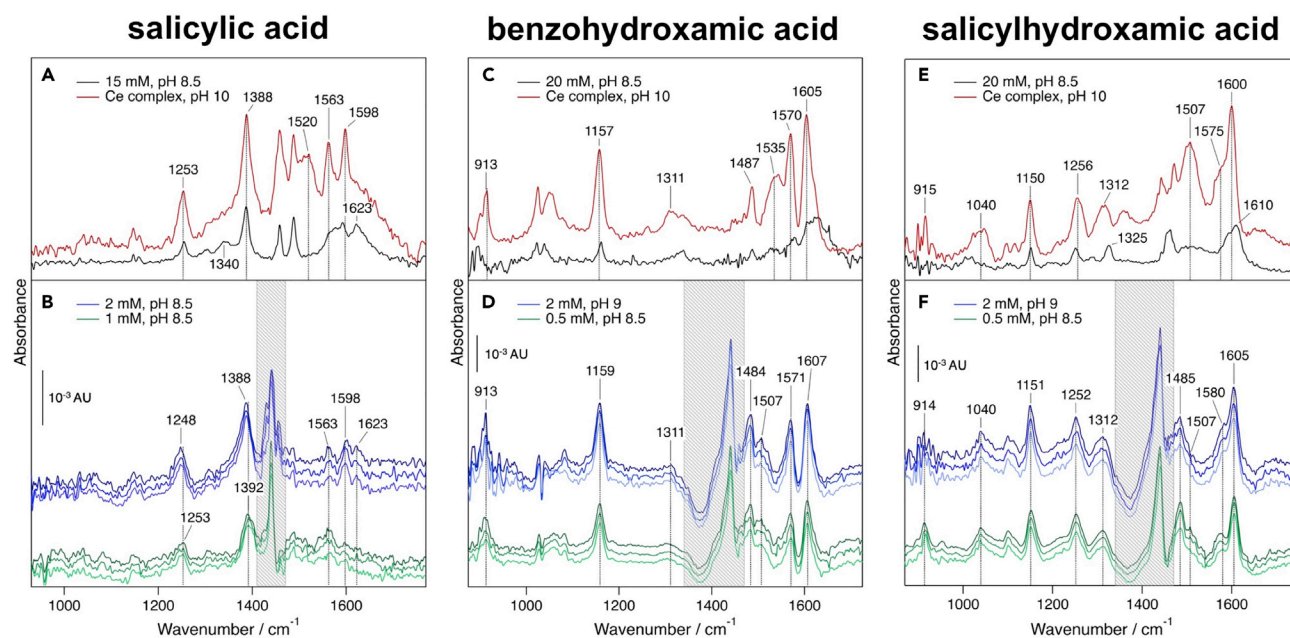 salicylic acid
benzohydroxamic acid
salicylhydroxamic acid
A
15 mM, pH 8.5
Ce complex, pH 10
1388
1563
1598
1520
1253
1623
1340
C
20 mM, pH 8.5
Ce complex, pH 10
1605
1157
1570
1535
913
1487
1311
E
20 mM, pH 8.5
Ce complex, pH 10
1600
1507
1575
1256
1150
915
1312
1040
1610
1325
B
2 mM, pH 8.5
1 mM, pH 8.5
10⁻³ AU
1388
1248
1598
1563
1623
1392
1253
Absorbance
1000
1200
1400
1600
Wavenumber / cm⁻¹
D
2 mM, pH 9
0.5 mM, pH 8.5
10⁻³ AU
1159
1607
1484
1571
913
1507
1311
Absorbance
1000
1200
1400
1600
Wavenumber / cm⁻¹
F
2 mM, pH 9
0.5 mM, pH 8.5
10⁻³ AU
1605
1151
1485
1580
1252
914
1040
1312
1507
Absorbance
1000
1200
1400
1600
Wavenumber / cm⁻¹